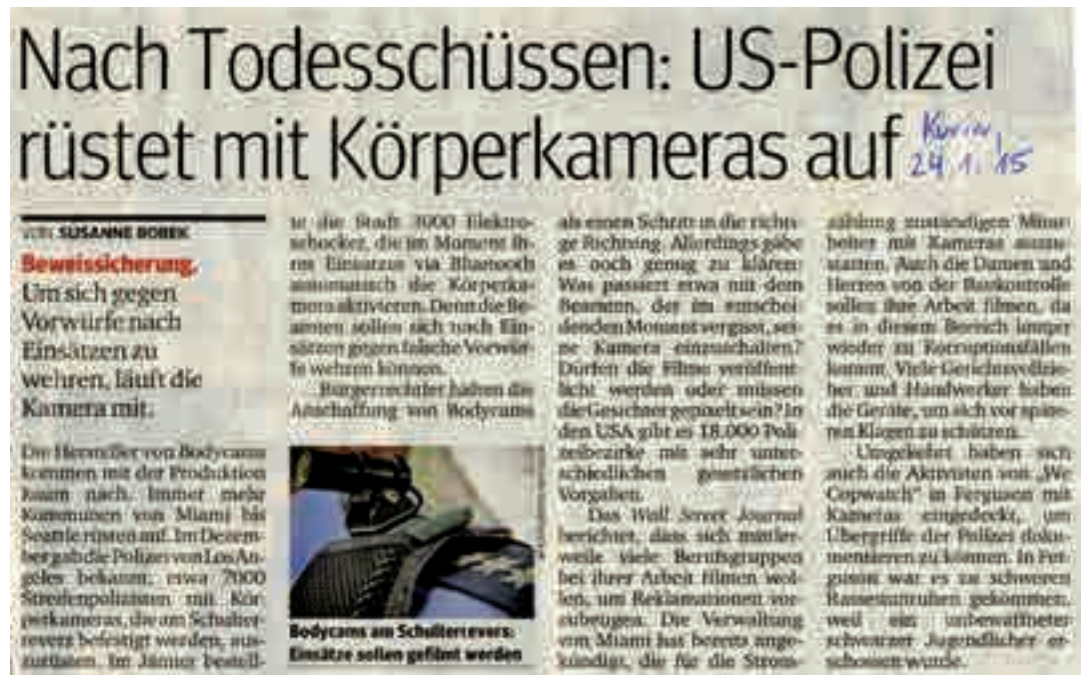 Nach Todesschüssen: US-Polizei
rüstet mit Körperkameras auf
Kurier,
24.1.15
VON SUSANNE BOBEK
Beweissicherung.
Um sich gegen
Vorwürfe nach
Einsätzen zu
wehren, läuft die
Kamera mit.
Die Hersteller von Bodycams
kommen mit der Produktion
kaum nach. Immer mehr
Kommunen von Miami bis
Seattle rüsten auf. Im Dezem-
ber gab die Polizei von Los An-
geles bekannt, etwa 7000
Streifenpolizisten mit Kör-
perkameras, die am Schulter-
revers befestigt werden, aus-
zurüsten. Im Jänner bestell-
te die Stadt 3000 Elektro-
schocker, die im Moment ih-
res Einsatzes via Bluetooth
automatisch die Körperka-
mera aktivieren. Denn die Be-
amten sollen sich nach Ein-
sätzen gegen falsche Vorwür-
fe wehren können.
Bürgerrechtler haben die
Anschaffung von Bodycams
Bodycams am Schulterrevers:
Einsätze sollen gefilmt werden
als einen Schritt in die richti-
ge Richtung. Allerdings gäbe
es noch genug zu klären:
Was passiert etwa mit dem
Beamten, der im entschei-
denden Moment vergisst, sei-
ne Kamera einzuschalten?
Dürfen die Filme veröffent-
licht werden oder müssen
die Gesichter gepixelt sein? In
den USA gibt es 18.000 Poli-
zeibezirke mit sehr unter-
schiedlichen gesetzlichen
Vorgaben.
Das Wall Street Journal
berichtet, dass sich mittler-
weile viele Berufsgruppen
bei ihrer Arbeit filmen wol-
len, um Reklamationen vor-
zubeugen. Die Verwaltung
von Miami hat bereits ange-
kündigt, die für die Strom-
zählung zuständigen Mitar-
beiter mit Kameras auszu-
statten. Auch die Damen und
Herren von der Baukontrolle
sollen ihre Arbeit filmen, da
es in diesem Bereich immer
wieder zu Korruptionsfällen
kommt. Viele Gerichtsvollzie-
her und Handwerker haben
die Geräte, um sich vor späte-
ren Klagen zu schützen.
Umgekehrt haben sich
auch die Aktivisten von „We
Copwatch“ in Ferguson mit
Kameras eingedeckt, um
Übergriffe der Polizei doku-
mentieren zu können. In Fer-
guson war es zu schweren
Rassenunruhen gekommen,
weil ein unbewaffneter
schwarzer Jugendlicher er-
schossen wurde.